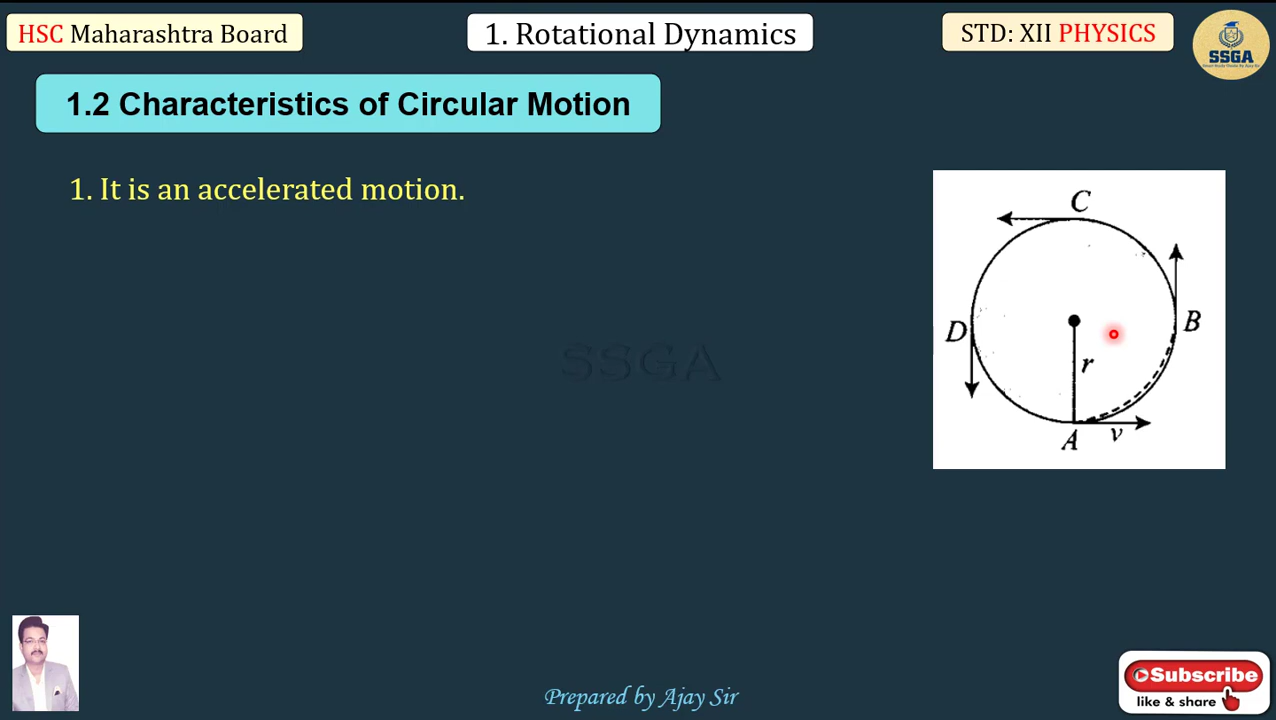 HSC Maharashtra Board
1. Rotational Dynamics
STD: XII PHYSICS
SSGA
1.2 Characteristics of Circular Motion
1. It is an accelerated motion.
C
B
D
r
A
v
SSGA
Prepared by Ajay Sir
Subscribe
like & share